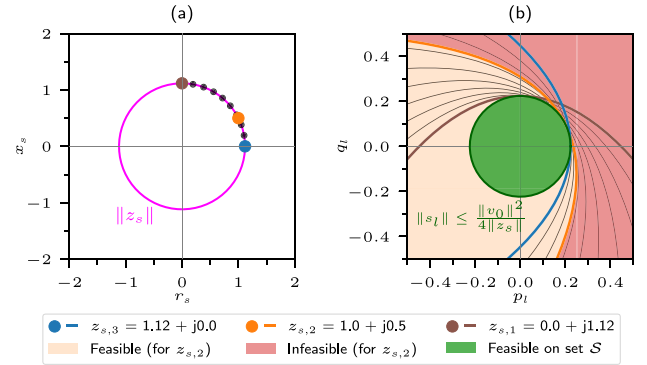 (a)
(b)
2
1
0
−1
−2
x_s
−2 −1 0 1 2
r_s
‖z_s‖
0.4
0.2
0.0
−0.2
−0.4
q_l
−0.4 −0.2 0.0 0.2 0.4
p_l
‖s_l‖ ≤ ‖v_0‖² / 4‖z_s‖
z_{s,3} = 1.12 + j0.0 z_{s,2} = 1.0 + j0.5 z_{s,1} = 0.0 + j1.12
Feasible (for z_{s,2}) Infeasible (for z_{s,2}) Feasible on set 𝒮